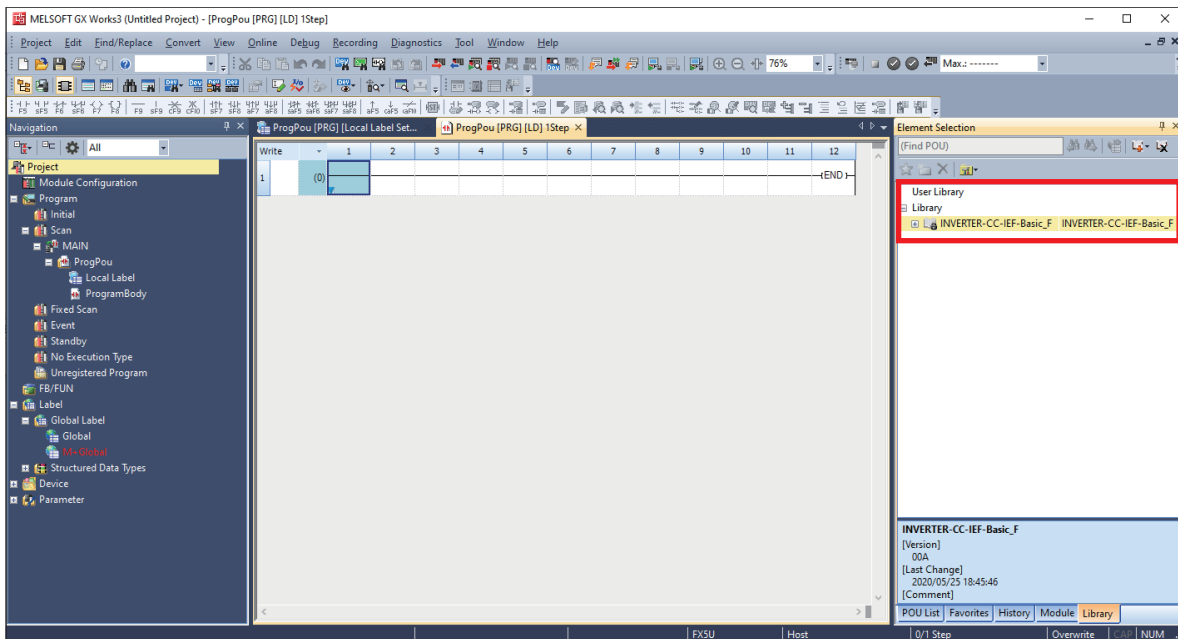 MELSOFT GX Works3 (Untitled Project) - [ProgPou [PRG] [LD] 1Step]
Project Edit Find/Replace Convert View Online Debug Recording Diagnostics Tool Window Help
76%
Max.: -------
Navigation
ProgPou [PRG] [Local Label Set...
ProgPou [PRG] [LD] 1Step
Element Selection
All
(Find POU)
Write 1 2 3 4 5 6 7 8 9 10 11 12
1 (0) END
Project
Module Configuration
Program
Initial
Scan
MAIN
ProgPou
Local Label
ProgramBody
Fixed Scan
Event
Standby
No Execution Type
Unregistered Program
FB/FUN
Label
Global Label
Global
M+Global
Structured Data Types
Device
Parameter
User Library
Library
INVERTER-CC-IEF-Basic_F INVERTER-CC-IEF-Basic_F
INVERTER-CC-IEF-Basic_F
[Version]
00A
[Last Change]
2020/05/25 18:45:46
[Comment]
POU List Favorites History Module Library
FX5U Host 0/1 Step Overwrite CAP NUM